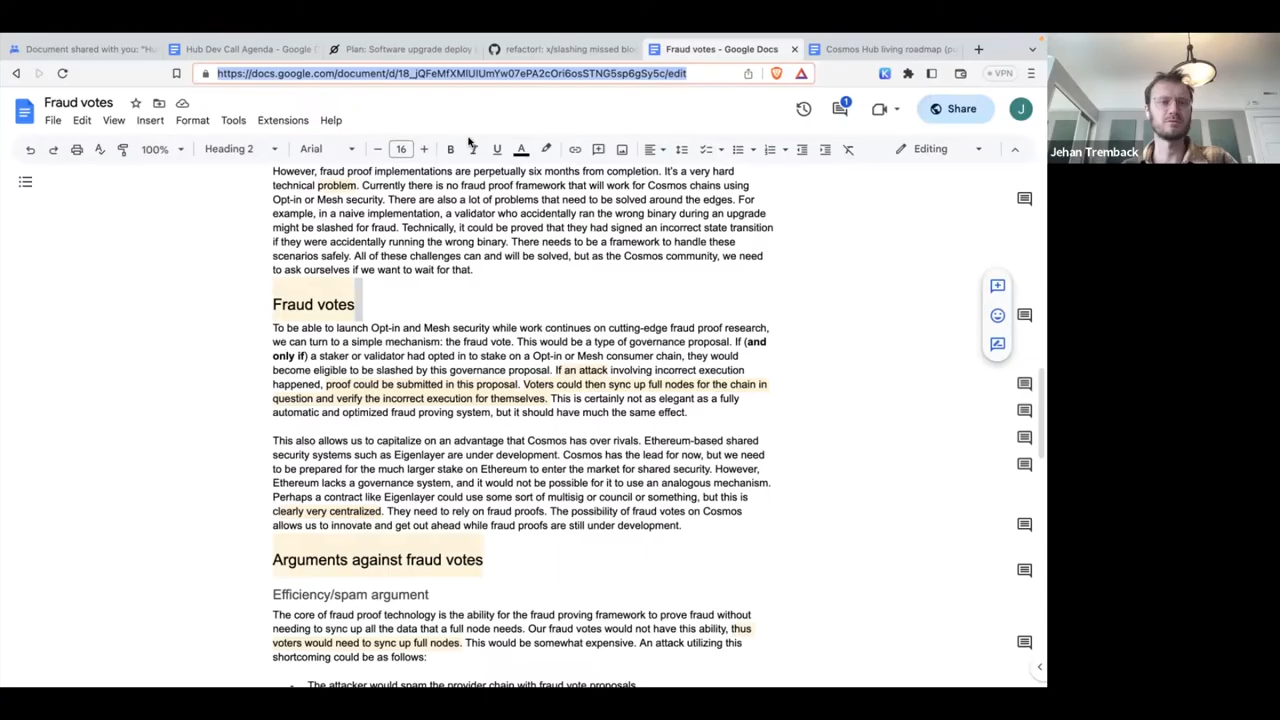 Document shared with you: "Hu
Hub Dev Call Agenda - Google D
Plan: Software upgrade deploy
refactor!: x/slashing missed blo
Fraud votes - Google Docs
Cosmos Hub living roadmap (pu
VPN
Fraud votes
File Edit View Insert Format Tools Extensions Help
1
Share
J
100% Heading 2 Arial 16 B I U A Editing
However, fraud proof implementations are perpetually six months from completion. It's a very hard
technical problem. Currently there is no fraud proof framework that will work for Cosmos chains using
Opt-in or Mesh security. There are also a lot of problems that need to be solved around the edges. For
example, in a naive implementation, a validator who accidentally ran the wrong binary during an upgrade
might be slashed for fraud. Technically, it could be proved that they had signed an incorrect state transition
if they were accidentally running the wrong binary. There needs to be a framework to handle these
scenarios safely. All of these challenges can and will be solved, but as the Cosmos community, we need
to ask ourselves if we want to wait for that.
Fraud votes
To be able to launch Opt-in and Mesh security while work continues on cutting-edge fraud proof research,
we can turn to a simple mechanism: the fraud vote. This would be a type of governance proposal. If (and
only if) a staker or validator had opted in to stake on a Opt-in or Mesh consumer chain, they would
become eligible to be slashed by this governance proposal. If an attack involving incorrect execution
happened, proof could be submitted in this proposal. Voters could then sync up full nodes for the chain in
question and verify the incorrect execution for themselves. This is certainly not as elegant as a fully
automatic and optimized fraud proving system, but it should have much the same effect.
This also allows us to capitalize on an advantage that Cosmos has over rivals. Ethereum-based shared
security systems such as Eigenlayer are under development. Cosmos has the lead for now, but we need
to be prepared for the much larger stake on Ethereum to enter the market for shared security. However,
Ethereum lacks a governance system, and it would not be possible for it to use an analogous mechanism.
Perhaps a contract like Eigenlayer could use some sort of multisig or council or something, but this is
clearly very centralized. They need to rely on fraud proofs. The possibility of fraud votes on Cosmos
allows us to innovate and get out ahead while fraud proofs are still under development.
Arguments against fraud votes
Efficiency/spam argument
The core of fraud proof technology is the ability for the fraud proving framework to prove fraud without
needing to sync up all the data that a full node needs. Our fraud votes would not have this ability, thus
voters would need to sync up full nodes. This would be somewhat expensive. An attack utilizing this
shortcoming could be as follows:
- The attacker would spam the provider chain with fraud vote proposals
Jehan Tremback